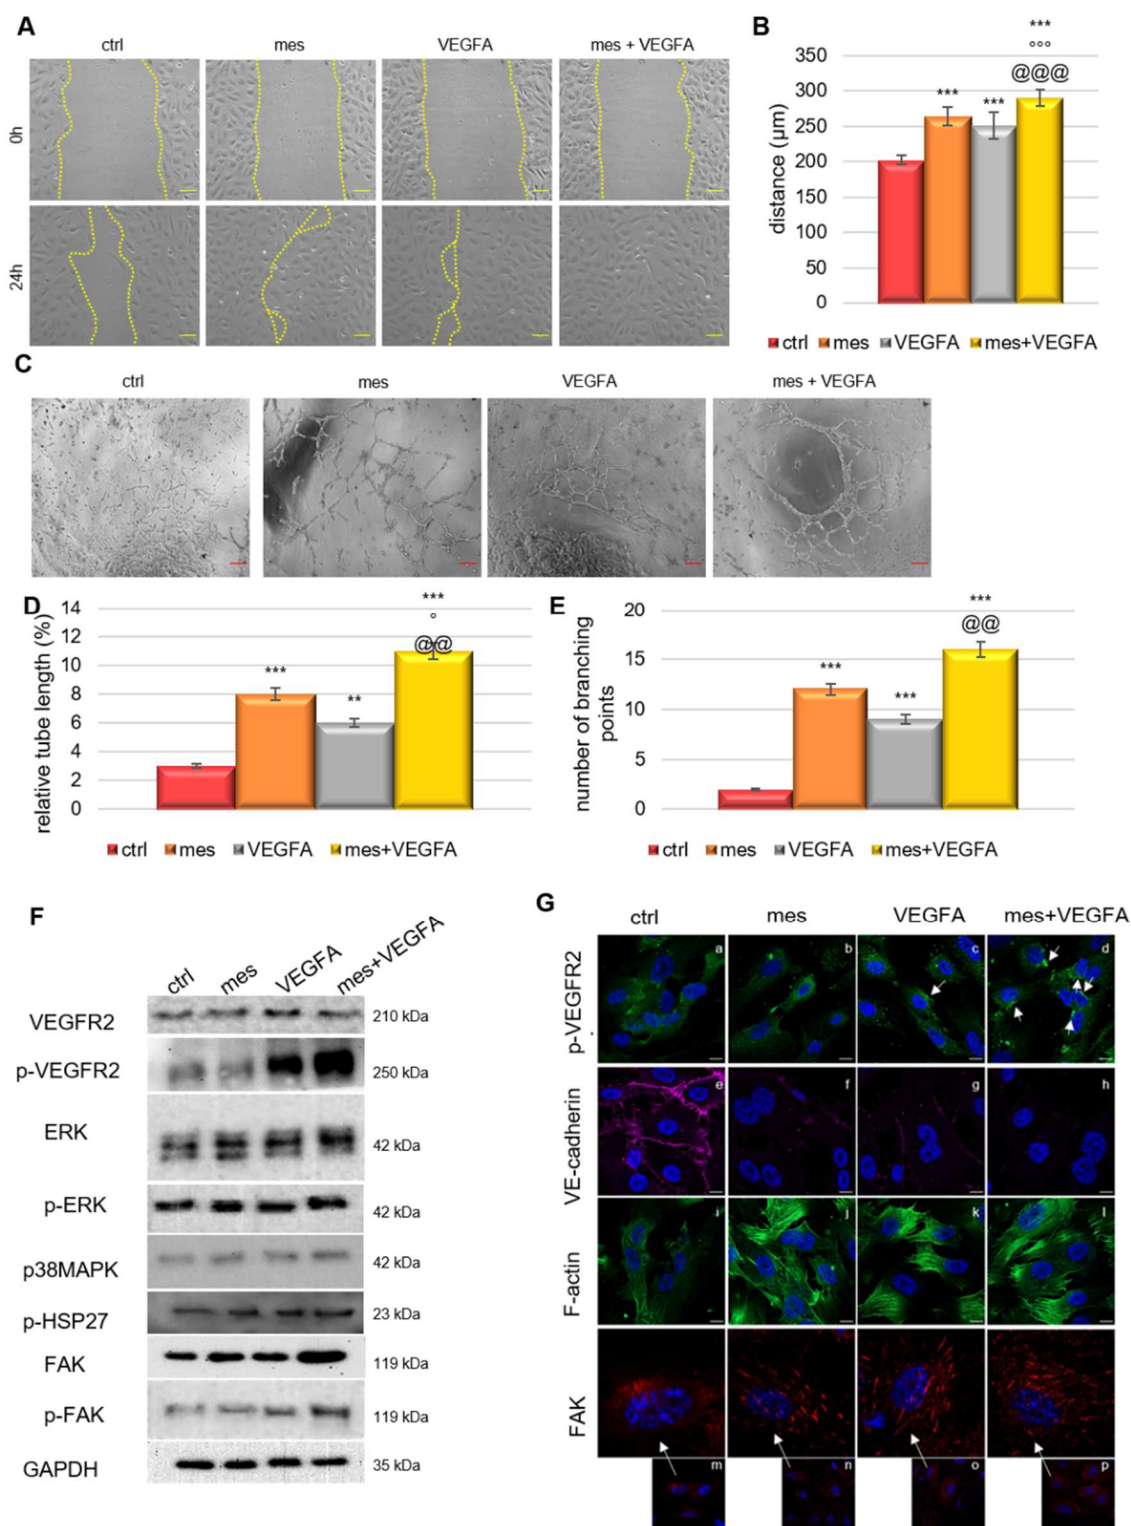 A
ctrl
mes
VEGFA
mes + VEGFA
0h
24h
B
***
°°°
@@@
***
***
distance (µm)
350
300
250
200
150
100
50
0
ctrl
mes
VEGFA
mes+VEGFA
C
ctrl
mes
VEGFA
mes + VEGFA
D
relative tube length (%)
14
12
10
8
6
4
2
0
***
**
***
°
@@
ctrl
mes
VEGFA
mes+VEGFA
E
number of branching
points
20
15
10
5
0
***
***
***
@@
ctrl
mes
VEGFA
mes+VEGFA
F
ctrl
mes
VEGFA
mes+VEGFA
VEGFR2
210 kDa
p-VEGFR2
250 kDa
ERK
42 kDa
p-ERK
42 kDa
p38MAPK
42 kDa
p-HSP27
23 kDa
FAK
119 kDa
p-FAK
119 kDa
GAPDH
35 kDa
G
ctrl
mes
VEGFA
mes+VEGFA
p-VEGFR2
a
b
c
d
VE-cadherin
e
f
g
h
F-actin
i
j
k
l
FAK
m
n
o
p